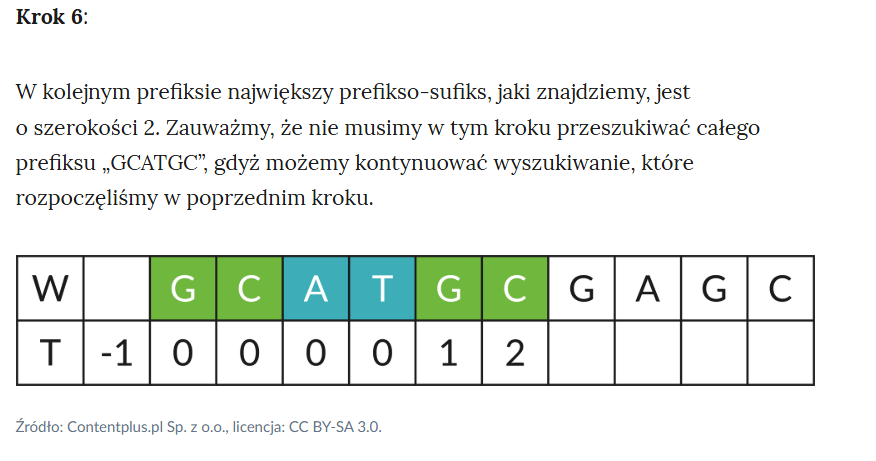 Krok 6:
W kolejnym prefiksie największy prefikso-sufiks, jaki znajdziemy, jest
o szerokości 2. Zauważmy, że nie musimy w tym kroku przeszukiwać całego
prefiksu „GCATGC”, gdyż możemy kontynuować wyszukiwanie, które
rozpoczęliśmy w poprzednim kroku.
W G C A T G C G A G C
T -1 0 0 0 0 1 2
Źródło: Contentplus.pl Sp. z o.o., licencja: CC BY-SA 3.0.